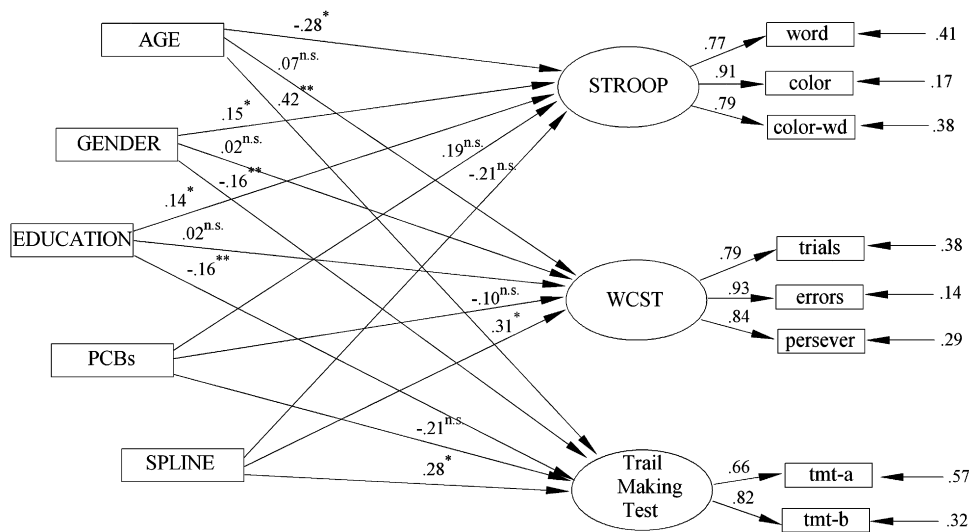 AGE
-.28*
.07n.s.
.42**
GENDER
.15*
.02n.s.
-.16**
EDUCATION
.14*
.02n.s.
-.16**
PCBs
.19n.s.
-.10n.s.
-.21n.s.
SPLINE
-.21n.s.
.31*
.28*
STROOP
.77
word
.41
.91
color
.17
.79
color-wd
.38
WCST
.79
trials
.38
.93
errors
.14
.84
persever
.29
Trail
Making
Test
.66
tmt-a
.57
.82
tmt-b
.32